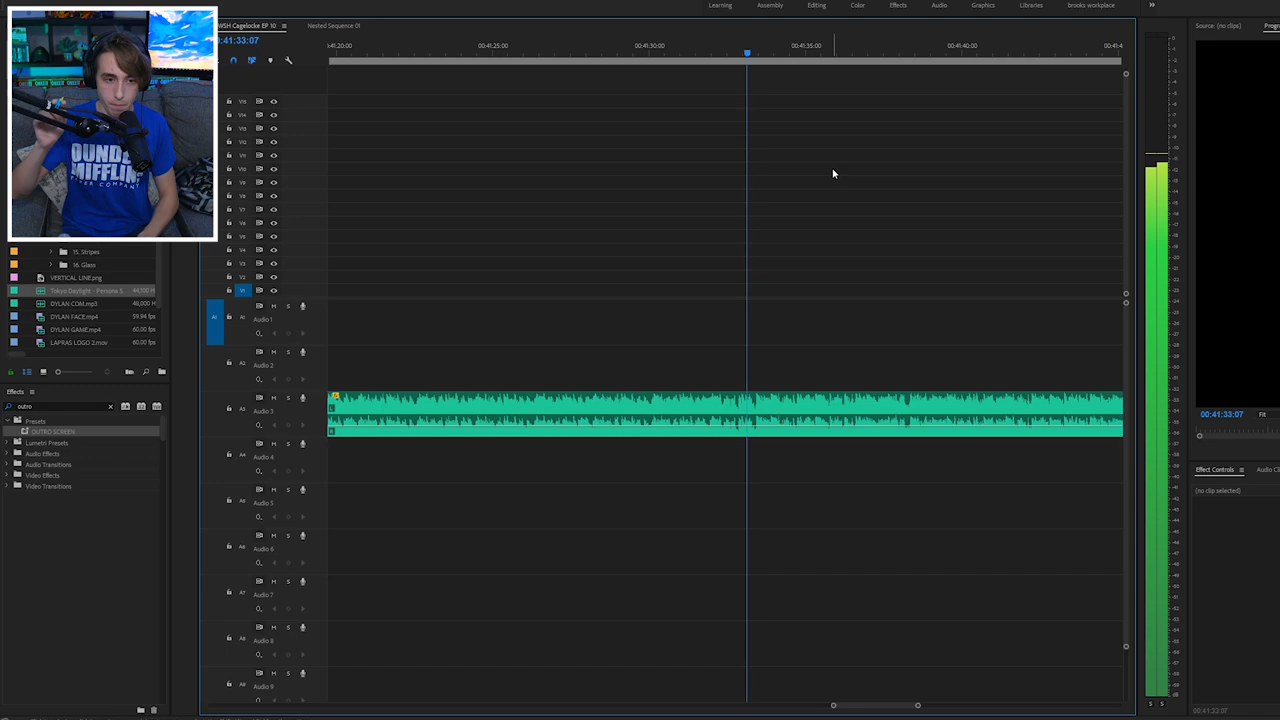 Learning
Assembly
Editing
Color
Effects
Audio
Graphics
Libraries
brooks workplace
WSH Cagelocke EP 10
Nested Sequence 01
Source: (no clips)
Progr
:41:33:07
:41:20:00
00:41:25:00
00:41:30:00
00:41:35:00
00:41:40:00
00:41:4
V15
V14
V13
V12
V11
V10
V9
V8
V7
V6
V5
V4
V3
V2
V1
DUNDE
MIFFLIN
PER COMPANY
15. Stripes
16. Glass
VERTICAL LINE.png
Tokyo Daylight - Persona 5
44,100 H
DYLAN COM.mp3
48,000 H
DYLAN FACE.mp4
59.94 fps
DYLAN GAME.mp4
60.00 fps
LAPRAS LOGO 2.mov
60.00 fps
Effects
outro
Presets
OUTRO SCREEN
Lumetri Presets
Audio Effects
Audio Transitions
Video Effects
Video Transitions
A1
A1
M S
Audio 1
A2
M S
Audio 2
A3
M S
Audio 3
L
R
A4
M S
Audio 4
A5
M S
Audio 5
A6
M S
Audio 6
A7
M S
Audio 7
A8
M S
Audio 8
A9
M S
Audio 9
S S
00:41:33:07
Fit
Effect Controls
Audio Cl
(no clip selected)
00:41:33:07